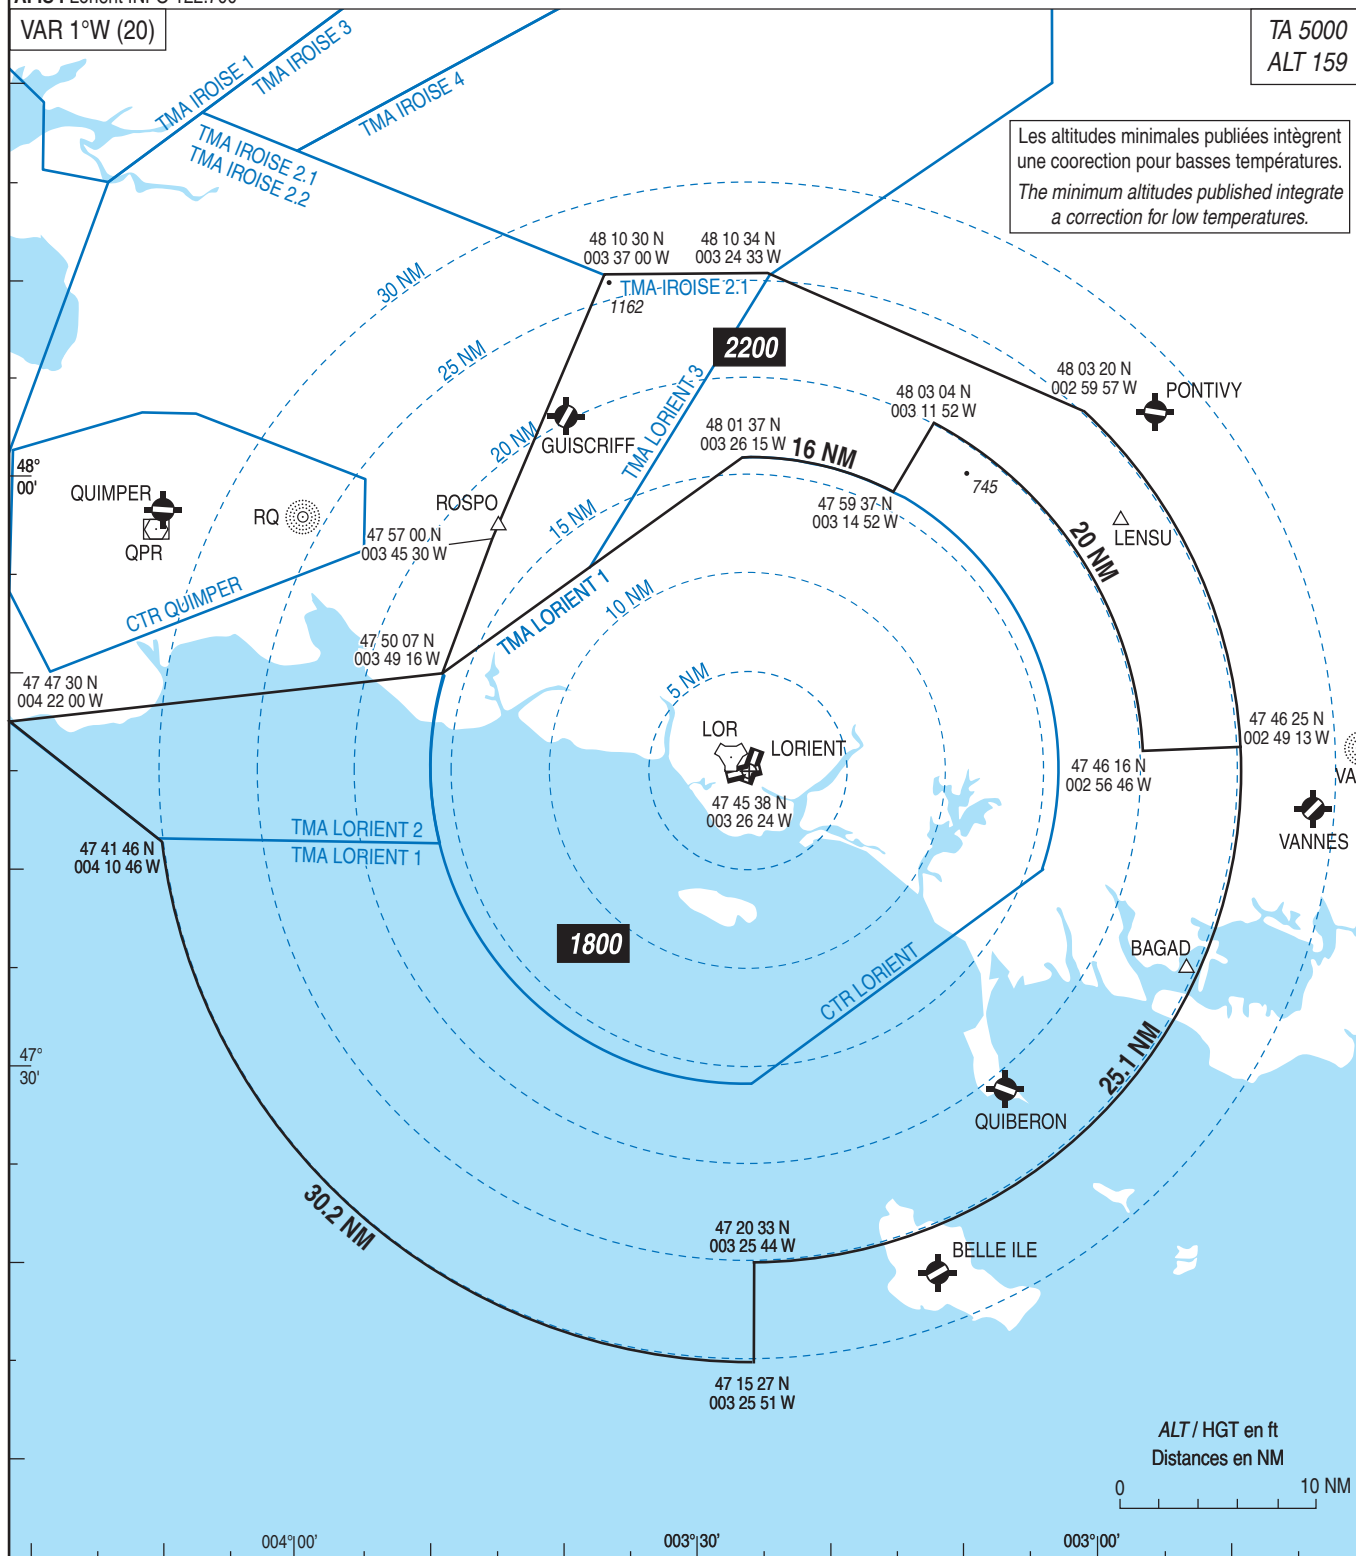 VAR 1°W (20)
TA 5000
ALT 159
Les altitudes minimales publiées intègrent
une coorection pour basses températures.
The minimum altitudes published integrate
a correction for low temperatures.
TMA IROISE 1
TMA IROISE 3
TMA IROISE 4
TMA IROISE 2.1
TMA IROISE 2.2
30 NM
48 10 30 N
003 37 00 W
48 10 34 N
003 24 33 W
TMA-IROISE 2.1
1162
2200
25 NM
48 03 20 N
002 59 57 W
PONTIVY
TMA LORIENT 3
48 03 04 N
003 11 52 W
20 NM
GUISCRIFF
48 01 37 N
003 26 15 W
16 NM
48°
00'
745
QUIMPER
QPR
RQ
ROSPO
47 57 00 N
003 45 30 W
15 NM
47 59 37 N
003 14 52 W
LENSU
20 NM
CTR QUIMPER
10 NM
TMA LORIENT 1
47 50 07 N
003 49 16 W
47 47 30 N
004 22 00 W
5 NM
LOR
LORIENT
47 45 38 N
003 26 24 W
47 46 25 N
002 49 13 W
47 46 16 N
002 56 46 W
VA
VANNES
TMA LORIENT 2
TMA LORIENT 1
47 41 46 N
004 10 46 W
1800
BAGAD
CTR LORIENT
47°
30'
25.1 NM
QUIBERON
30.2 NM
47 20 33 N
003 25 44 W
BELLE ILE
47 15 27 N
003 25 51 W
ALT / HGT en ft
Distances en NM
0 10 NM
004°00' 003°30' 003°00'